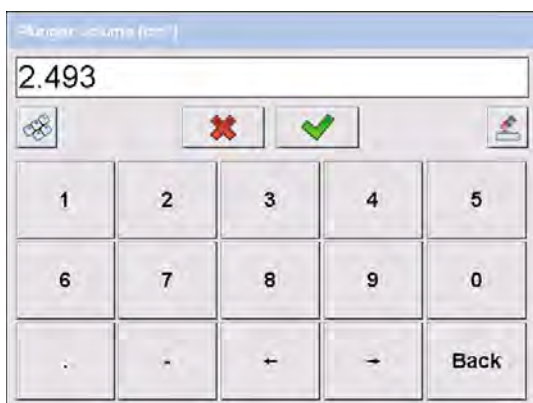 Plunger volume [cm³]
2.493
1 2 3 4 5
6 7 8 9 0
. - ← → Back